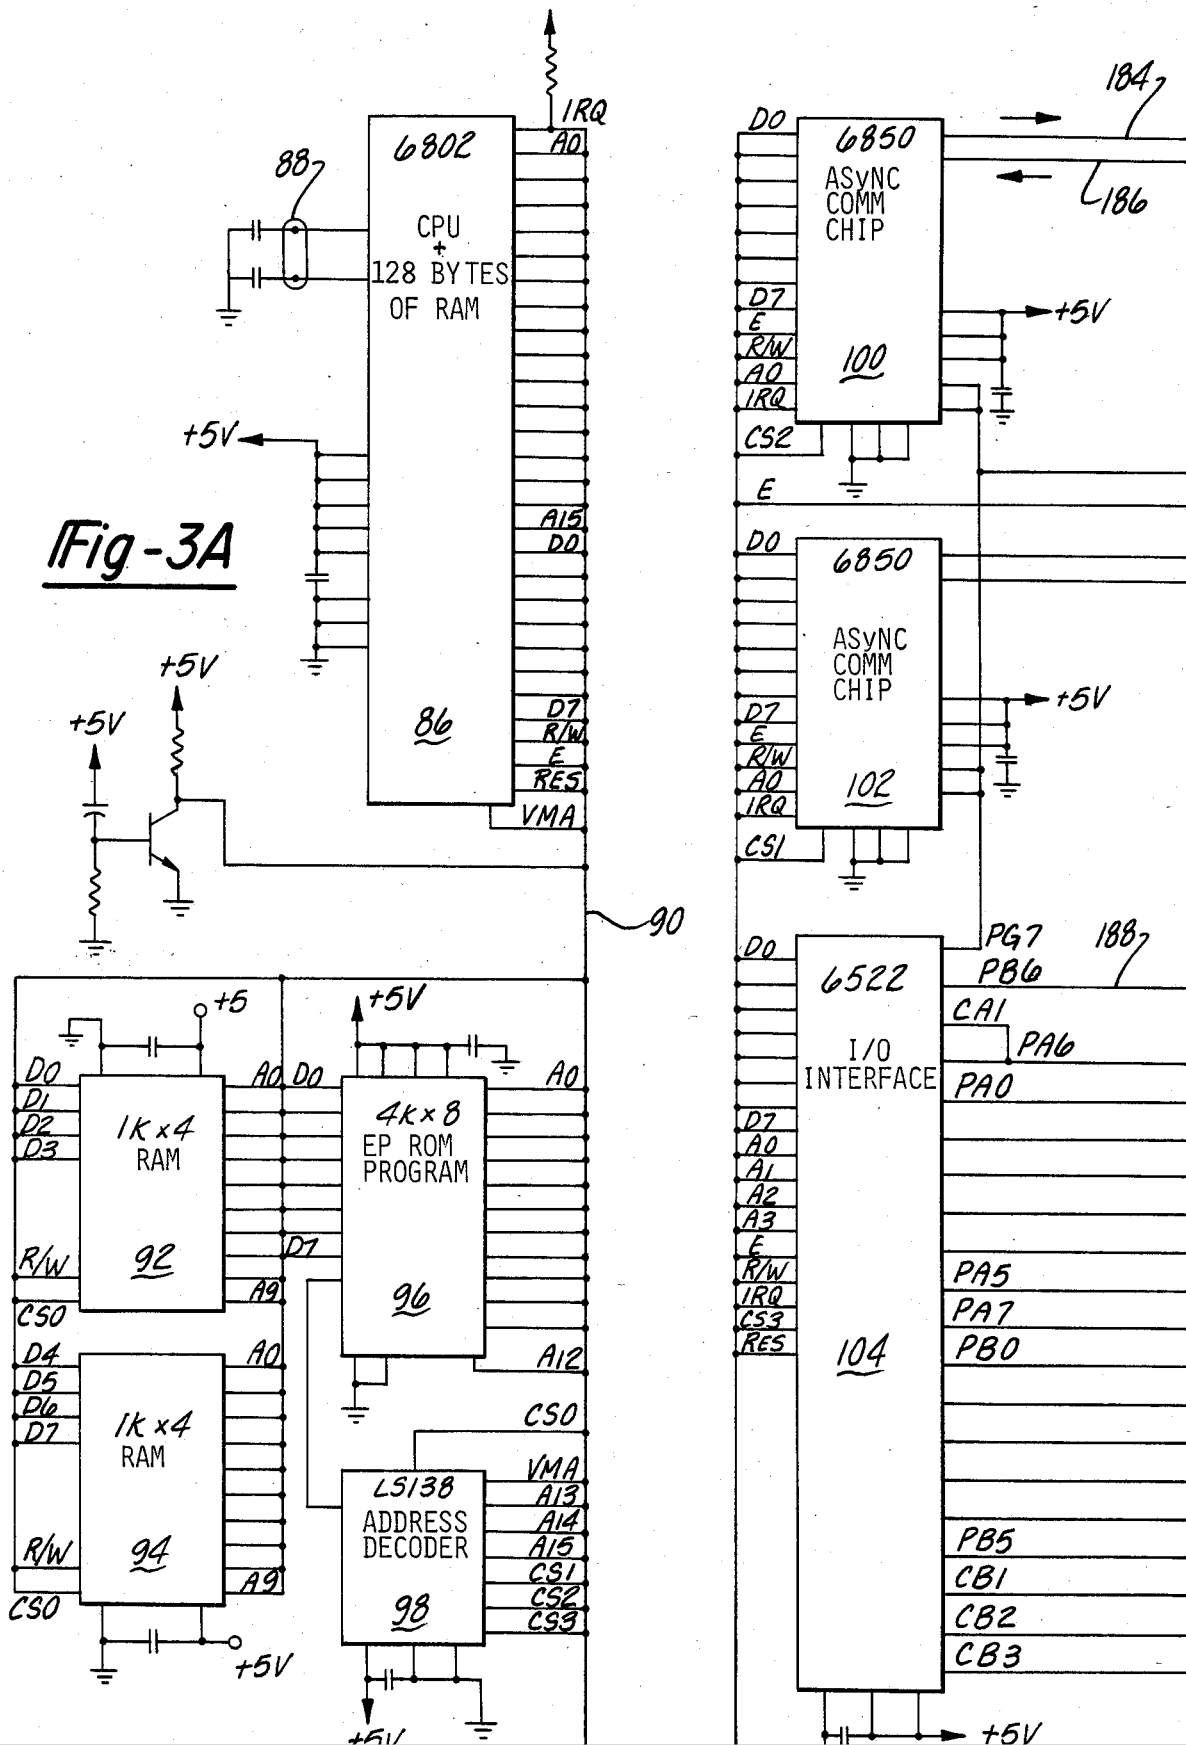 IRQ
A0
6802
CPU
+
128 BYTES
OF RAM
88
+5V
A15
D0
D7
R/W
E
RES
VMA
86
Fig-3A
+5V
+5V
90
+5
D0
D1
D2
D3
R/W
CS0
1K x 4
RAM
92
A0
A9
D4
D5
D6
D7
R/W
CS0
1K x 4
RAM
94
A0
A9
+5V
+5V
D0
D7
4K x 8
EP ROM
PROGRAM
96
A0
A12
CS0
LS138
ADDRESS
DECODER
98
VMA
A13
A14
A15
CS1
CS2
CS3
+5V
D0
D7
E
R/W
A0
IRQ
CS2
6850
ASyNC
COMM
CHIP
100
184
186
+5V
E
D0
D7
E
R/W
A0
IRQ
CS1
6850
ASyNC
COMM
CHIP
102
+5V
D0
D7
A0
A1
A2
A3
E
R/W
IRQ
CS3
RES
6522
I/O
INTERFACE
104
PG7
PB6
188
CA1
PA6
PA0
PA5
PA7
PB0
PB5
CB1
CB2
CB3
+5V